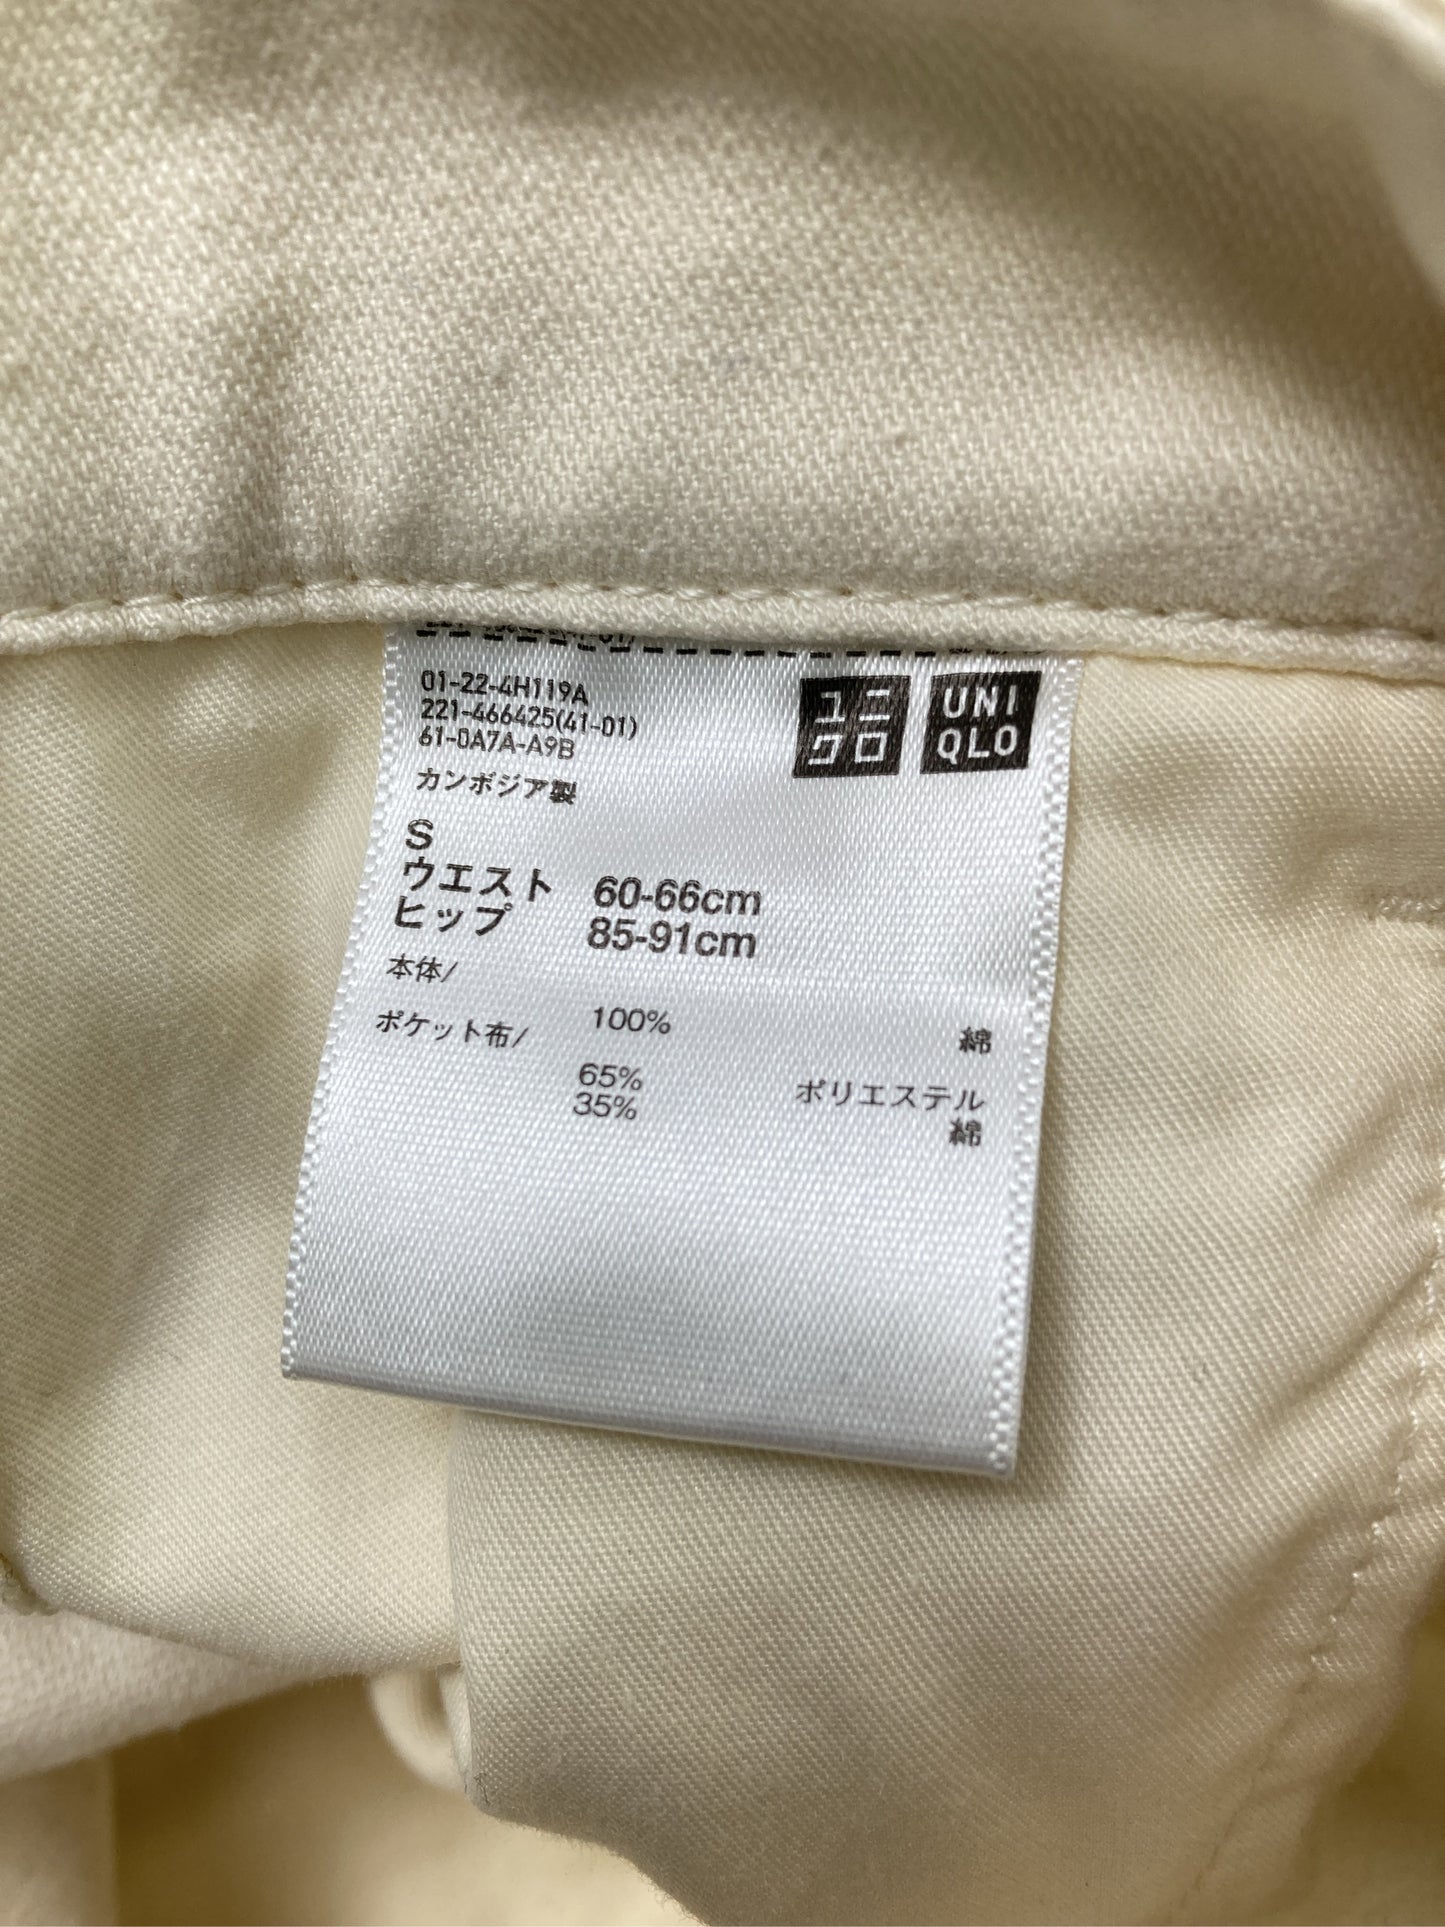 01-22-4H119A
221-466425(41-01)
61-0A7A-A9B
ユニ
クロ
UNI
QLO
カンボジア製
S
ウエスト 60-66cm
ヒップ 85-91cm
本体/
100% 綿
ポケット布/
65% ポリエステル
35% 綿